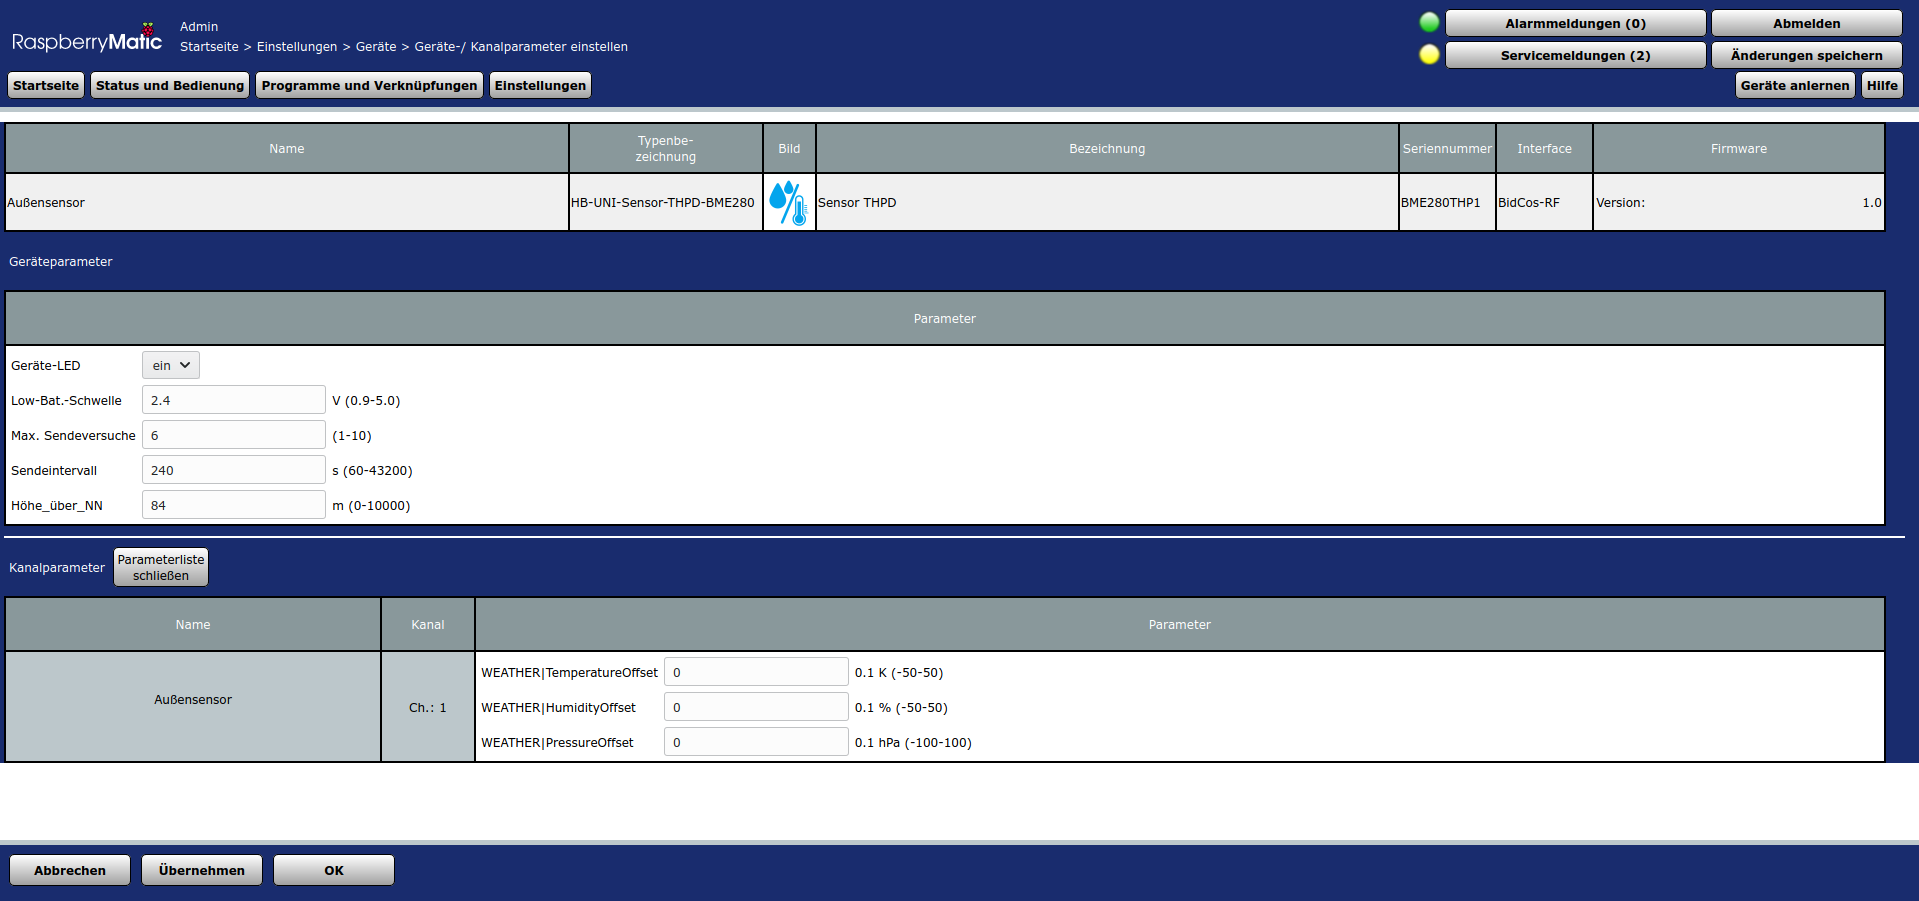 RaspberryMatic
Admin
Startseite > Einstellungen > Geräte > Geräte-/ Kanalparameter einstellen
Alarmmeldungen (0)
Abmelden
Servicemeldungen (2)
Änderungen speichern
Startseite
Status und Bedienung
Programme und Verknüpfungen
Einstellungen
Geräte anlernen
Hilfe
Name
Typenbe-
zeichnung
Bild
Bezeichnung
Seriennummer
Interface
Firmware
Außensensor
HB-UNI-Sensor-THPD-BME280
Sensor THPD
BME280THP1
BidCos-RF
Version: 1.0
Geräteparameter
Parameter
Geräte-LED ein
Low-Bat.-Schwelle 2.4 V (0.9-5.0)
Max. Sendeversuche 6 (1-10)
Sendeintervall 240 s (60-43200)
Höhe_über_NN 84 m (0-10000)
Kanalparameter
Parameterliste
schließen
Name
Kanal
Parameter
Außensensor
Ch.: 1
WEATHER|TemperatureOffset 0 0.1 K (-50-50)
WEATHER|HumidityOffset 0 0.1 % (-50-50)
WEATHER|PressureOffset 0 0.1 hPa (-100-100)
Abbrechen
Übernehmen
OK